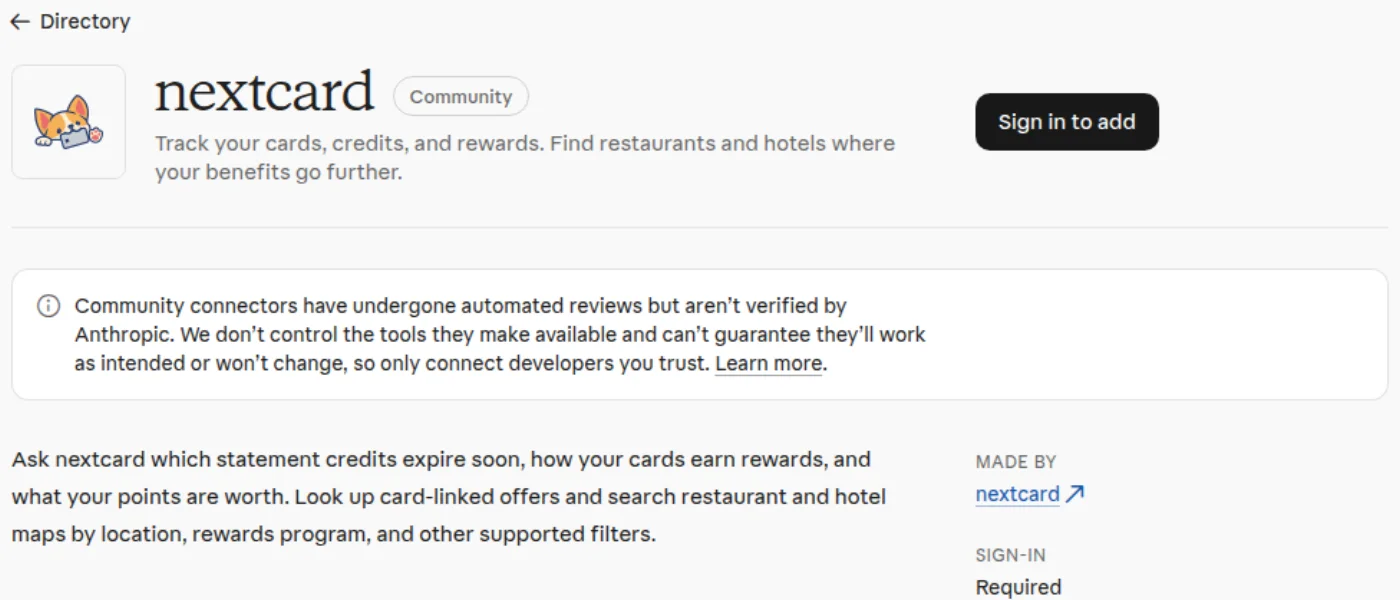 ← Directory
nextcard
Community
Track your cards, credits, and rewards. Find restaurants and hotels where
your benefits go further.
Sign in to add
Community connectors have undergone automated reviews but aren’t verified by
Anthropic. We don’t control the tools they make available and can’t guarantee they’ll work
as intended or won’t change, so only connect developers you trust. Learn more.
Ask nextcard which statement credits expire soon, how your cards earn rewards, and
what your points are worth. Look up card-linked offers and search restaurant and hotel
maps by location, rewards program, and other supported filters.
MADE BY
nextcard ↗
SIGN-IN
Required